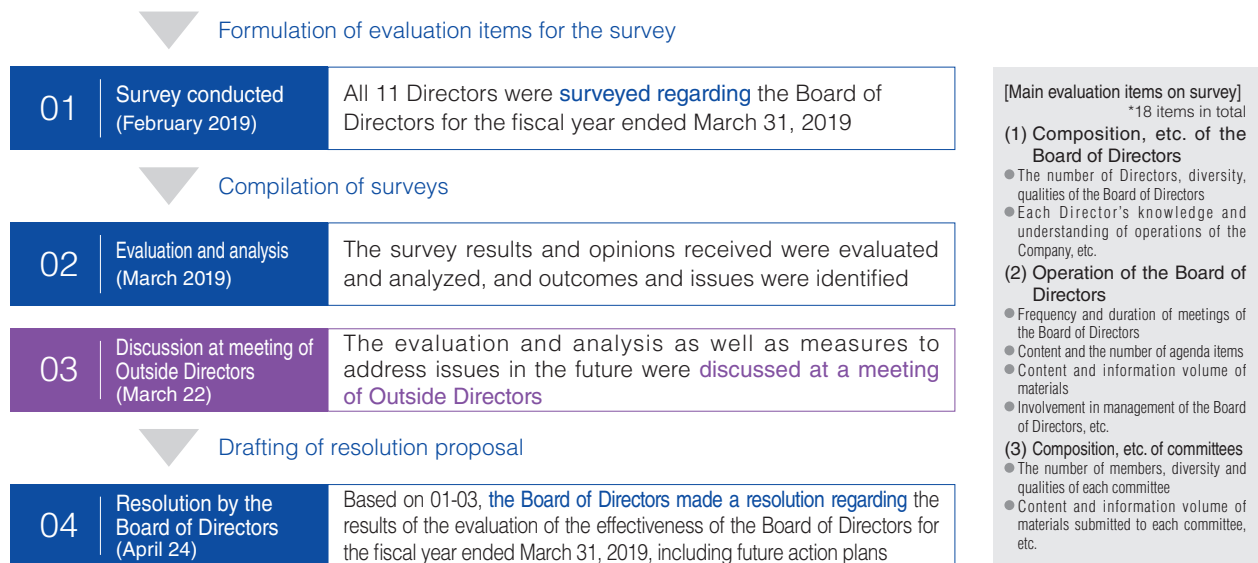 Formulation of evaluation items for the survey
01
Survey conducted
(February 2019)
All 11 Directors were surveyed regarding the Board of
Directors for the fiscal year ended March 31, 2019
Compilation of surveys
02
Evaluation and analysis
(March 2019)
The survey results and opinions received were evaluated
and analyzed, and outcomes and issues were identified
03
Discussion at meeting of
Outside Directors
(March 22)
The evaluation and analysis as well as measures to
address issues in the future were discussed at a meeting
of Outside Directors
Drafting of resolution proposal
04
Resolution by the
Board of Directors
(April 24)
Based on 01-03, the Board of Directors made a resolution regarding the
results of the evaluation of the effectiveness of the Board of Directors for
the fiscal year ended March 31, 2019, including future action plans
[Main evaluation items on survey]
*18 items in total
(1) Composition, etc. of the
Board of Directors
● The number of Directors, diversity,
qualities of the Board of Directors
● Each Director's knowledge and
understanding of operations of the
Company, etc.
(2) Operation of the Board of
Directors
● Frequency and duration of meetings of
the Board of Directors
● Content and the number of agenda items
● Content and information volume of
materials
● Involvement in management of the Board
of Directors, etc.
(3) Composition, etc. of committees
● The number of members, diversity and
qualities of each committee
● Content and information volume of
materials submitted to each committee,
etc.